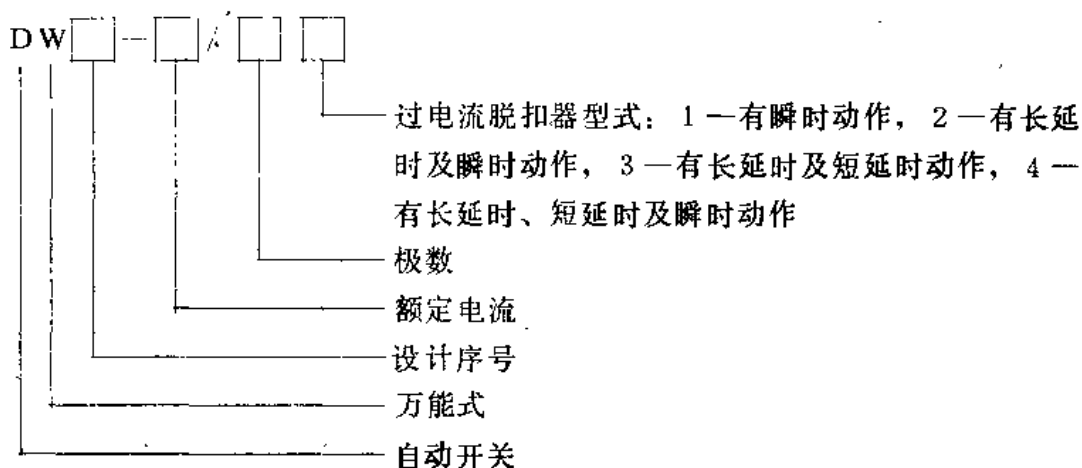 DW□-□/□ □
过电流脱扣器型式：1—有瞬时动作，2—有长延
时及瞬时动作，3—有长延时及短延时动作，4—
有长延时、短延时及瞬时动作
极数
额定电流
设计序号
万能式
自动开关